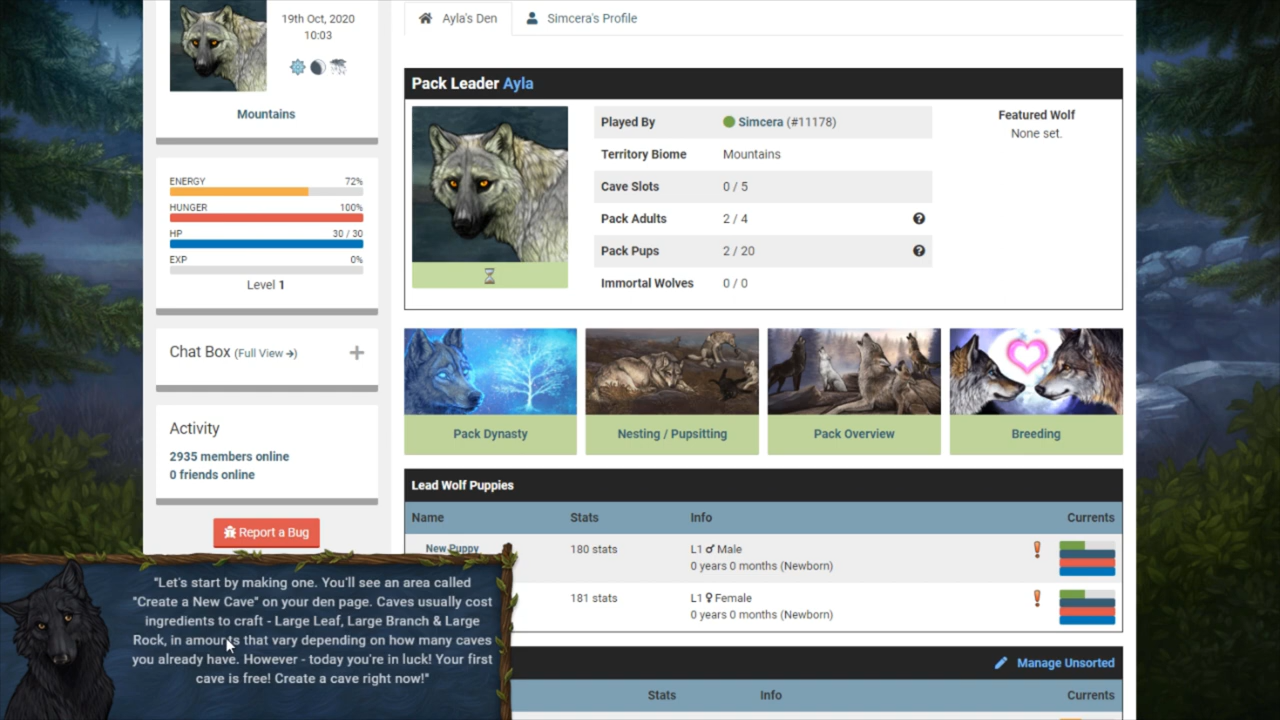 19th Oct, 2020
10:03
Mountains
ENERGY 72%
HUNGER 100%
HP 30 / 30
EXP 0%
Level 1
Chat Box (Full View →)
Activity
2935 members online
0 friends online
Report a Bug
"Let's start by making one. You'll see an area called
"Create a New Cave" on your den page. Caves usually cost
ingredients to craft - Large Leaf, Large Branch & Large
Rock, in amounts that vary depending on how many caves
you already have. However - today you're in luck! Your first
cave is free! Create a cave right now!"
Ayla's Den Simcera's Profile
Pack Leader Ayla
Played By Simcera (#11178)
Territory Biome Mountains
Cave Slots 0 / 5
Pack Adults 2 / 4
Pack Pups 2 / 20
Immortal Wolves 0 / 0
Featured Wolf
None set.
Pack Dynasty Nesting / Pupsitting Pack Overview Breeding
Lead Wolf Puppies
Name Stats Info Currents
New Puppy 180 stats L1 ♂ Male
0 years 0 months (Newborn)
181 stats L1 ♀ Female
0 years 0 months (Newborn)
Manage Unsorted
Stats Info Currents